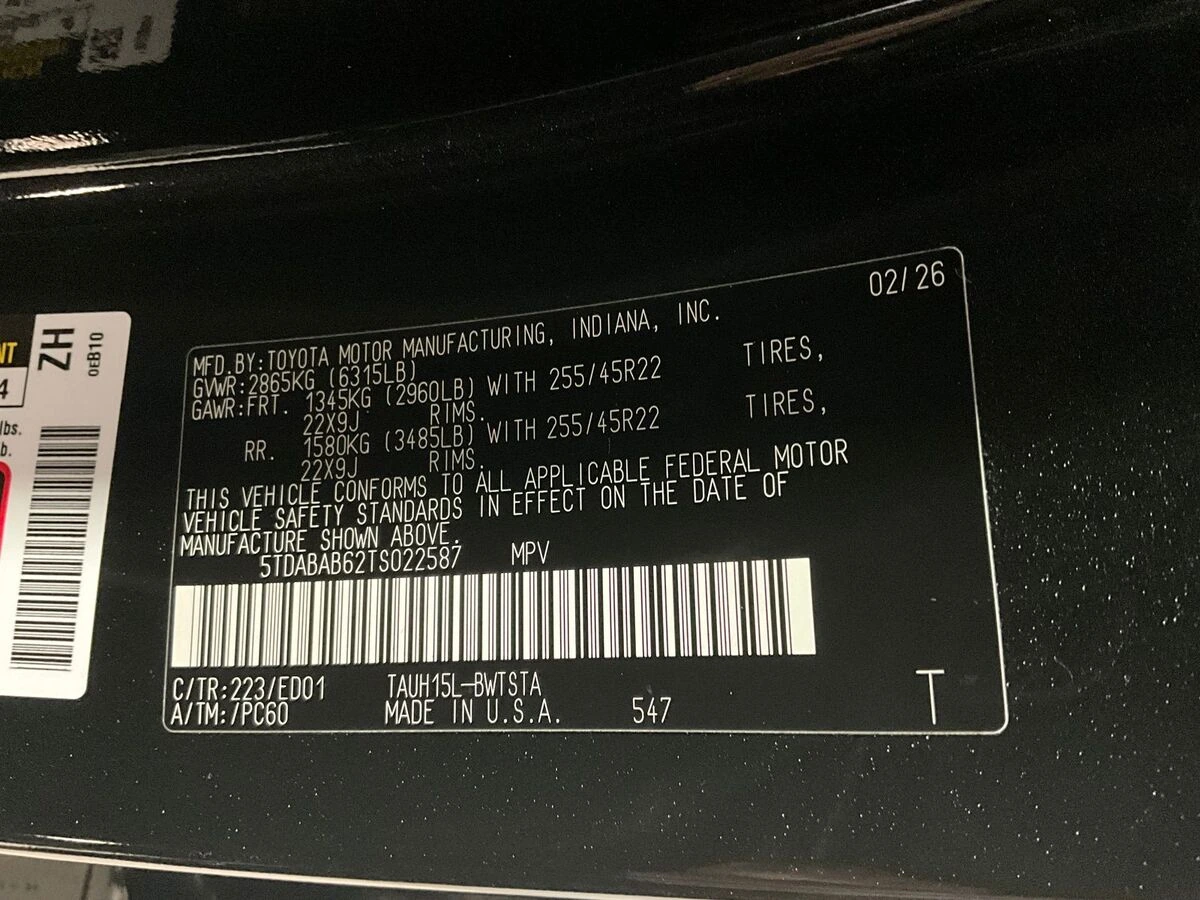 02/26
MFD.BY:TOYOTA MOTOR MANUFACTURING, INDIANA, INC.
GVWR:2865KG (6315LB)
GAWR:FRT. 1345KG (2960LB) WITH 255/45R22 TIRES,
22X9J RIMS.
RR. 1580KG (3485LB) WITH 255/45R22 TIRES,
22X9J RIMS.
THIS VEHICLE CONFORMS TO ALL APPLICABLE FEDERAL MOTOR
VEHICLE SAFETY STANDARDS IN EFFECT ON THE DATE OF
MANUFACTURE SHOWN ABOVE.
5TDABAB62TS022587 MPV
C/TR:223/ED01 TAUH15L-BWTSTA
A/TM:/PC60 MADE IN U.S.A. 547 T
ZH
0EB10
NT
4
lbs.
b.